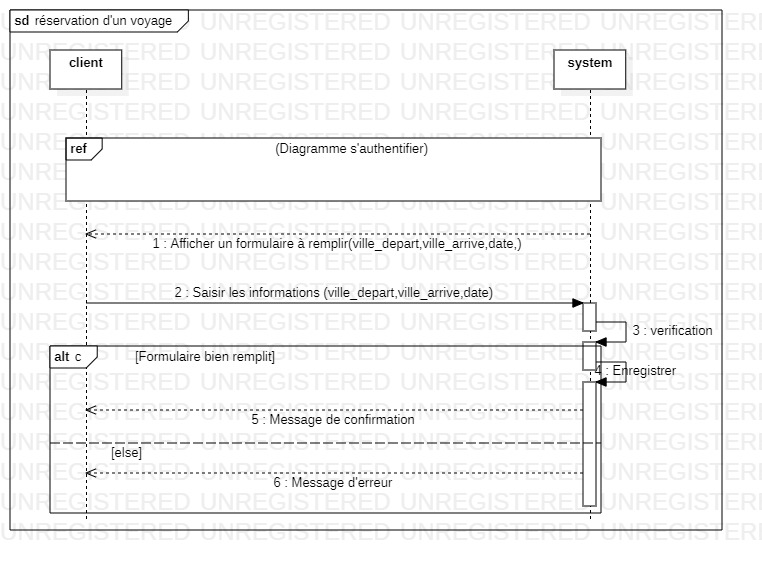 sd réservation d'un voyage
client
system
ref
(Diagramme s'authentifier)
1 : Afficher un formulaire à remplir(ville_depart,ville_arrive,date,)
2 : Saisir les informations (ville_depart,ville_arrive,date)
3 : verification
alt c
[Formulaire bien remplit]
4 : Enregistrer
5 : Message de confirmation
[else]
6 : Message d'erreur
UNREGISTERED